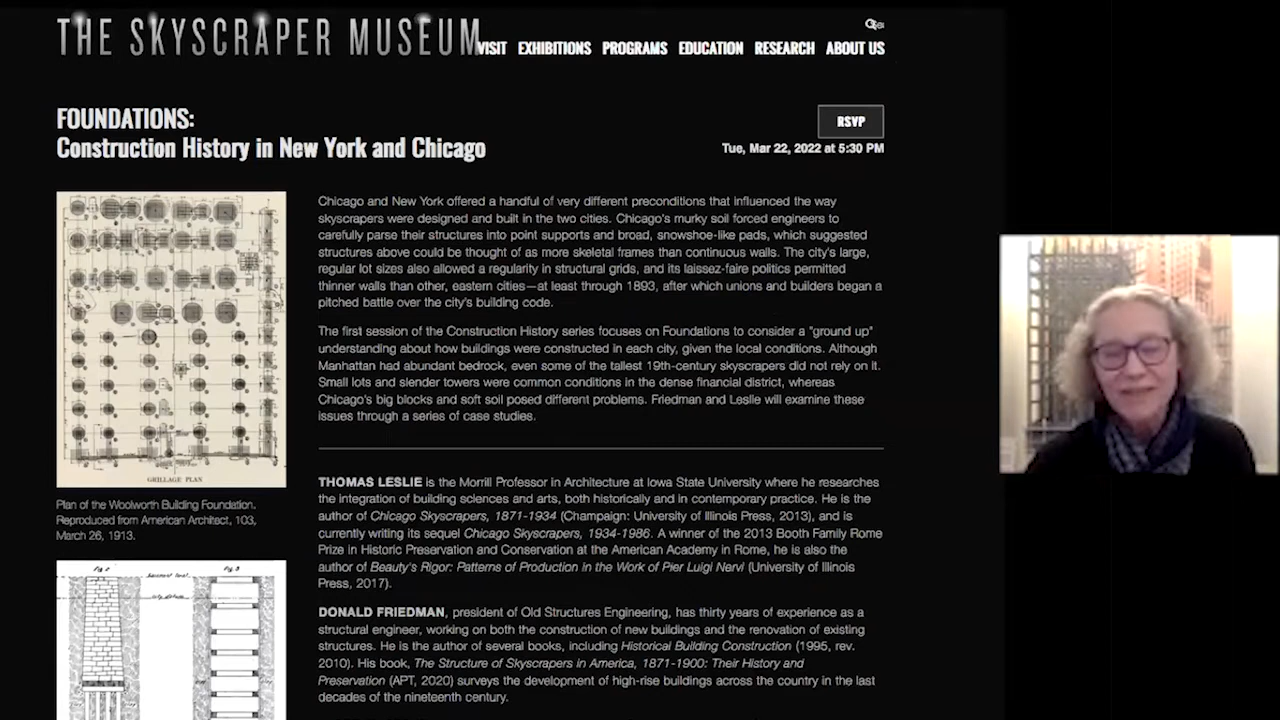 THE SKYSCRAPER MUSEUM
VISIT EXHIBITIONS PROGRAMS EDUCATION RESEARCH ABOUT US
FOUNDATIONS:
Construction History in New York and Chicago
RSVP
Tue, Mar 22, 2022 at 5:30 PM
GRILLAGE PLAN
Plan of the Woolworth Building Foundation.
Reproduced from American Architect, 103,
March 26, 1913.
Fig. 2
Basement floor
Fig. 3
Chicago and New York offered a handful of very different preconditions that influenced the way
skyscrapers were designed and built in the two cities. Chicago's murky soil forced engineers to
carefully parse their structures into point supports and broad, snowshoe-like pads, which suggested
structures above could be thought of as more skeletal frames than continuous walls. The city's large,
regular lot sizes also allowed a regularity in structural grids, and its laissez-faire politics permitted
thinner walls than other, eastern cities—at least through 1893, after which unions and builders began a
pitched battle over the city's building code.
The first session of the Construction History series focuses on Foundations to consider a "ground up"
understanding about how buildings were constructed in each city, given the local conditions. Although
Manhattan had abundant bedrock, even some of the tallest 19th-century skyscrapers did not rely on it.
Small lots and slender towers were common conditions in the dense financial district, whereas
Chicago's big blocks and soft soil posed different problems. Friedman and Leslie will examine these
issues through a series of case studies.
THOMAS LESLIE is the Morrill Professor in Architecture at Iowa State University where he researches
the integration of building sciences and arts, both historically and in contemporary practice. He is the
author of Chicago Skyscrapers, 1871-1934 (Champaign: University of Illinois Press, 2013), and is
currently writing its sequel Chicago Skyscrapers, 1934-1986. A winner of the 2013 Booth Family Rome
Prize in Historic Preservation and Conservation at the American Academy in Rome, he is also the
author of Beauty's Rigor: Patterns of Production in the Work of Pier Luigi Nervi (University of Illinois
Press, 2017).
DONALD FRIEDMAN, president of Old Structures Engineering, has thirty years of experience as a
structural engineer, working on both the construction of new buildings and the renovation of existing
structures. He is the author of several books, including Historical Building Construction (1995, rev.
2010). His book, The Structure of Skyscrapers in America, 1871-1900: Their History and
Preservation (APT, 2020) surveys the development of high-rise buildings across the country in the last
decades of the nineteenth century.